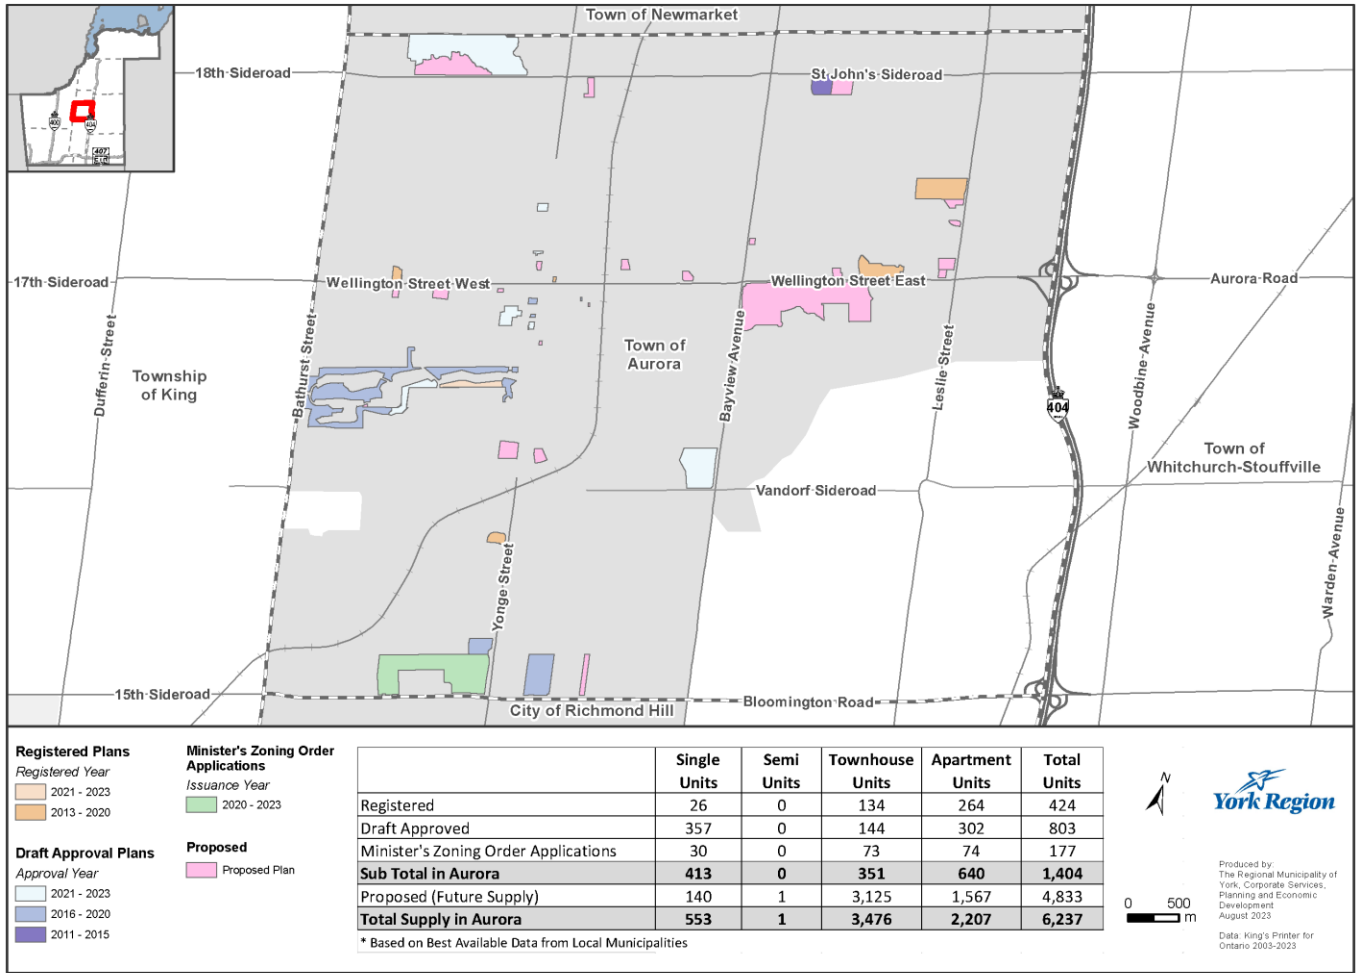 Town of Newmarket
18th Sideroad
St John's Sideroad
400
404
407
ETR
17th Sideroad
Wellington Street West
Wellington Street East
Aurora Road
Dufferin Street
Bathurst Street
Township
of King
Town of
Aurora
Bayview Avenue
Leslie Street
404
Woodbine Avenue
Town of
Whitchurch-Stouffville
Vandorf Sideroad
Yonge Street
Warden Avenue
15th Sideroad
City of Richmond Hill
Bloomington Road
Registered Plans
Registered Year
2021 - 2023
2013 - 2020
Draft Approval Plans
Approval Year
2021 - 2023
2016 - 2020
2011 - 2015
Minister's Zoning Order
Applications
Issuance Year
2020 - 2023
Proposed
Proposed Plan
Single Units Semi Units Townhouse Units Apartment Units Total Units
Registered 26 0 134 264 424
Draft Approved 357 0 144 302 803
Minister's Zoning Order Applications 30 0 73 74 177
Sub Total in Aurora 413 0 351 640 1,404
Proposed (Future Supply) 140 1 3,125 1,567 4,833
Total Supply in Aurora 553 1 3,476 2,207 6,237
* Based on Best Available Data from Local Municipalities
N
0 500
m
York Region
Produced by:
The Regional Municipality of
York, Corporate Services,
Planning and Economic
Development
August 2023
Data: King's Printer for
Ontario 2003-2023